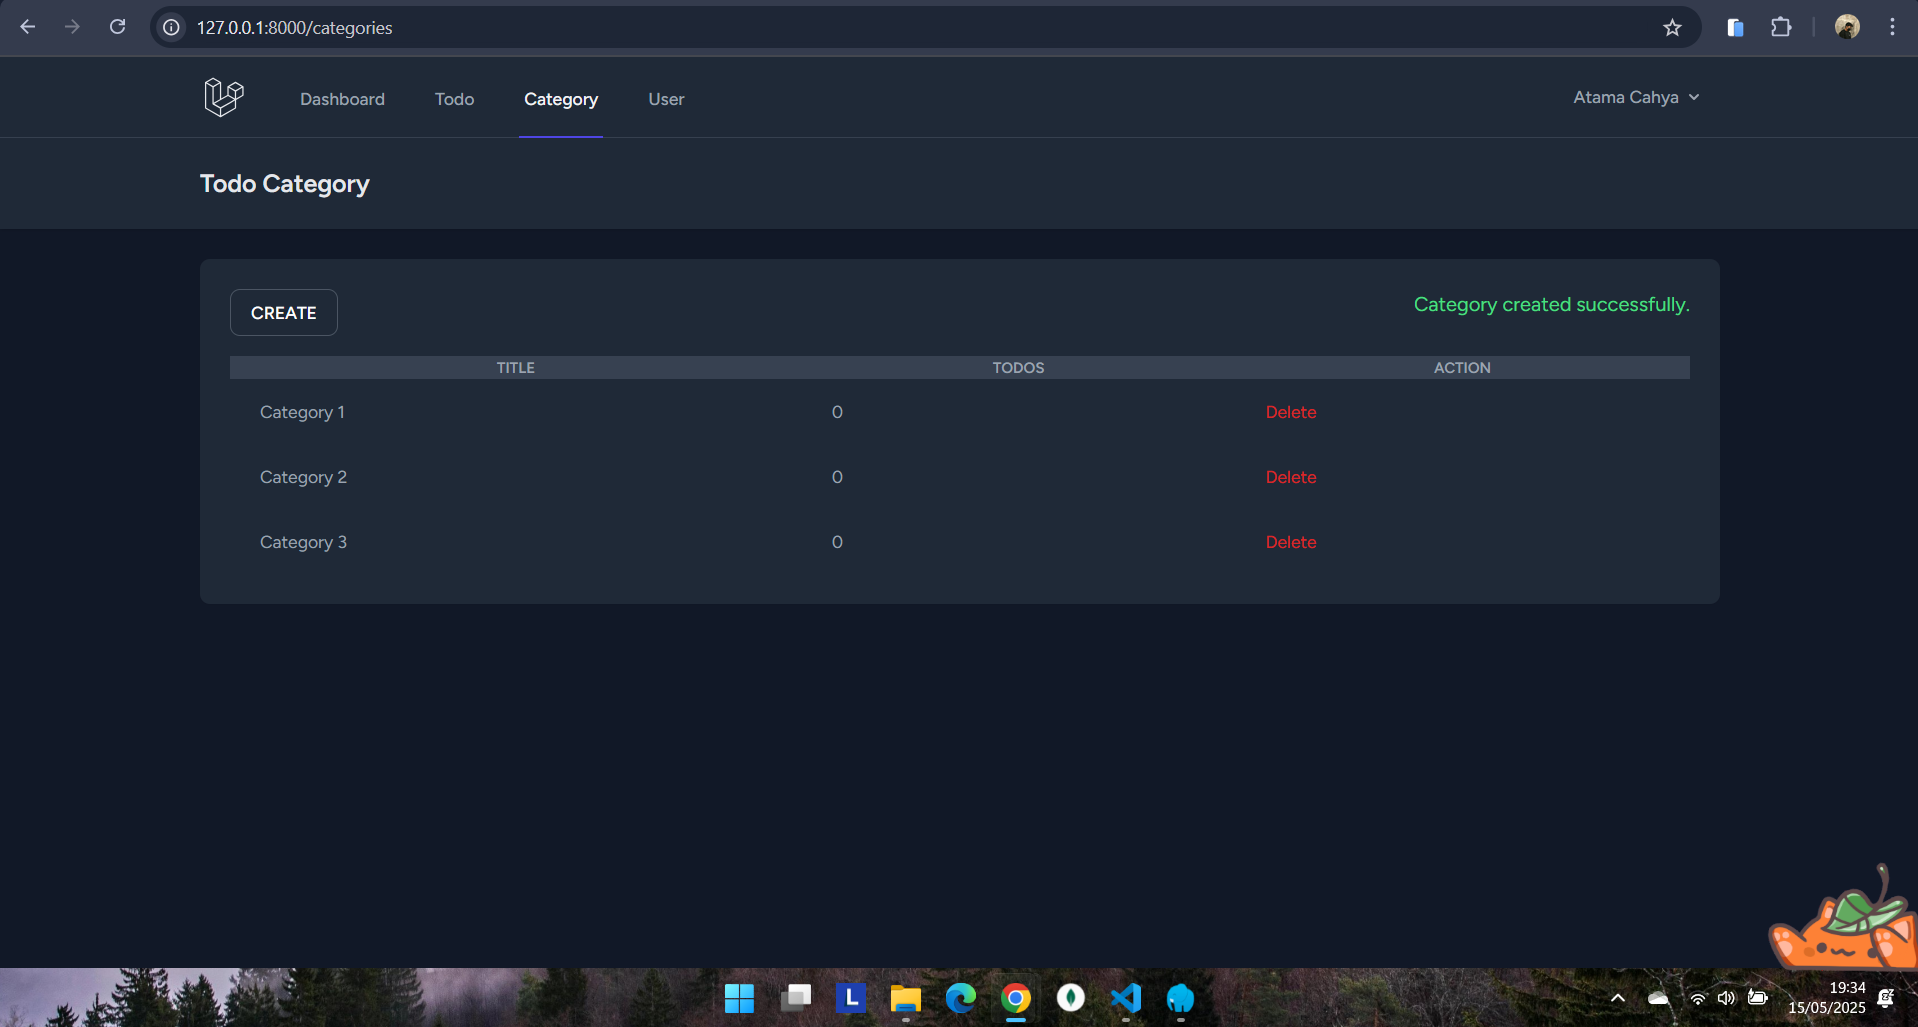 127.0.0.1:8000/categories
Dashboard Todo Category User Atama Cahya
Todo Category
CREATE Category created successfully.
TITLE TODOS ACTION
Category 1 0 Delete
Category 2 0 Delete
Category 3 0 Delete
L
19:34
15/05/2025